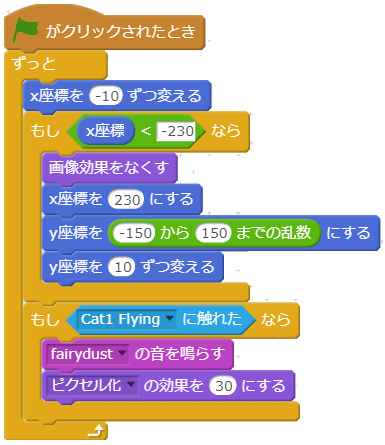 がクリックされたとき
ずっと
x座標を -10 ずつ変える
もし x座標 < -230 なら
画像効果をなくす
x座標を 230 にする
y座標を -150 から 150 までの乱数 にする
y座標を 10 ずつ変える
もし Cat1 Flying に触れた なら
fairydust の音を鳴らす
ピクセル化 の効果を 30 にする